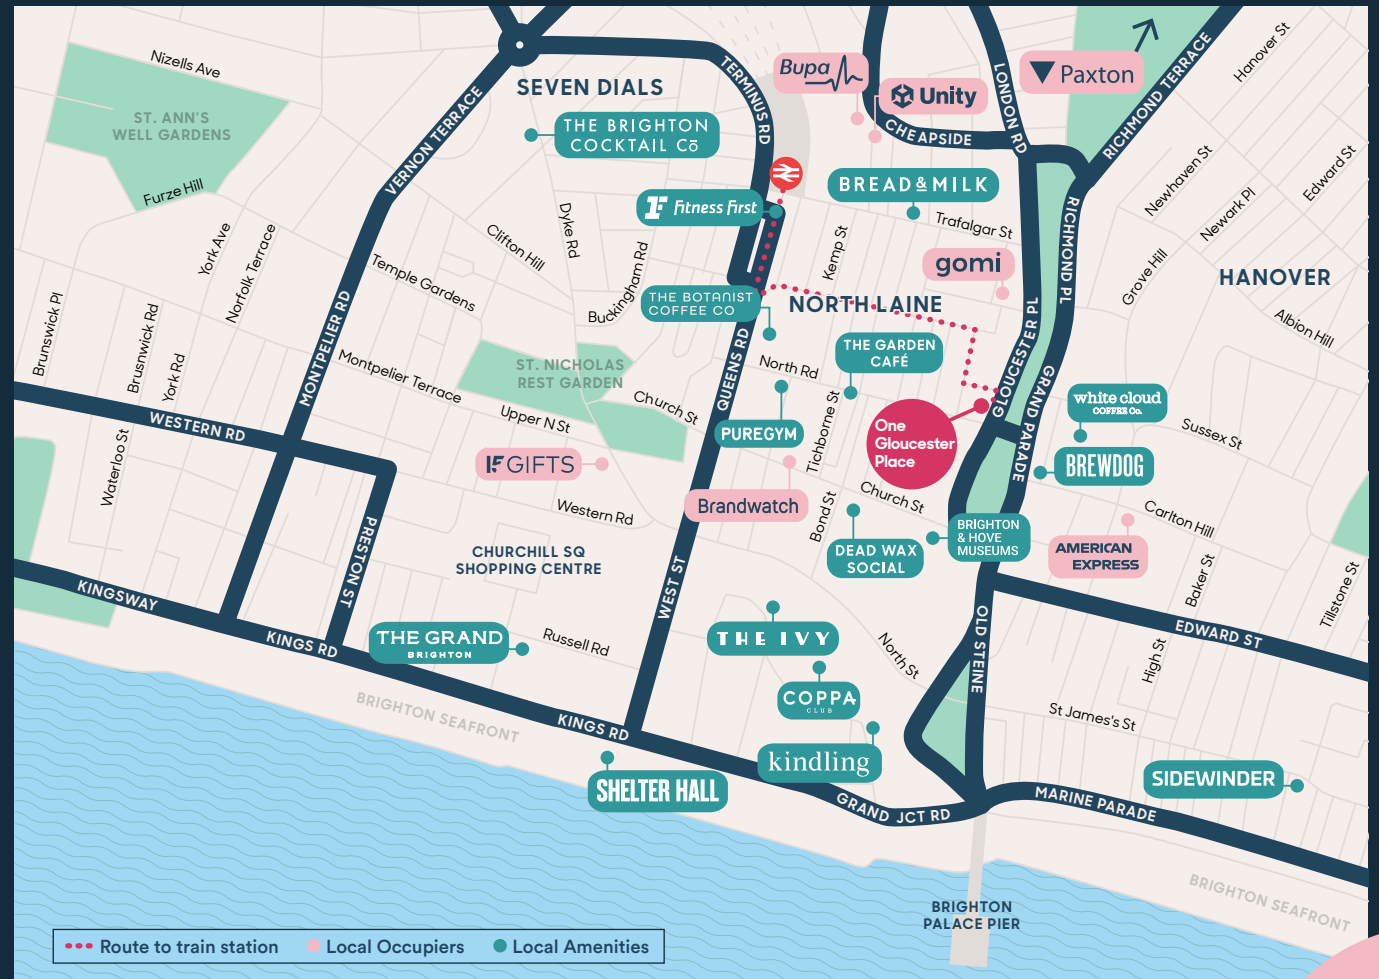 Nizells Ave
ST. ANN'S
WELL GARDENS
Furze Hill
York Ave
Norfolk Terrace
Brunswick Pl
Brusnwick Rd
York Rd
Waterloo St
VERNON TERRACE
MONTPELIER RD
WESTERN RD
PRESTON ST
KINGSWAY
KINGS RD
SEVEN DIALS
THE BRIGHTON
COCKTAIL Cō
TERMINUS RD
Bupa
Unity
CHEAPSIDE
LONDON RD
Paxton
RICHMOND TERRACE
Hanover St
Fitness First
BREAD&MILK
Trafalgar St
Kemp St
gomi
RICHMOND PL
Newhaven St
Newark Pl
Edward St
Grove Hill
HANOVER
Albion Hill
Dyke Rd
Clifton Hill
Buckingham Rd
Temple Gardens
Montpelier Terrace
THE BOTANIST
COFFEE CO
NORTH LAINE
ST. NICHOLAS
REST GARDEN
Church St
Upper N St
QUEENS RD
North Rd
THE GARDEN
CAFÉ
Tichborne St
PUREGYM
One
Gloucester
Place
GLOUCESTER PL
GRAND PARADE
white cloud
COFFEE Co.
BREWDOG
Sussex St
IFGIFTS
Western Rd
Brandwatch
Bond St
Church St
DEAD WAX
SOCIAL
BRIGHTON
& HOVE
MUSEUMS
AMERICAN
EXPRESS
Carlton Hill
Baker St
Tillstone St
CHURCHILL SQ
SHOPPING CENTRE
WEST ST
THE GRAND
BRIGHTON
Russell Rd
THE IVY
COPPA
CLUB
kindling
North St
OLD STEINE
EDWARD ST
High St
St James's St
SIDEWINDER
BRIGHTON SEAFRONT
KINGS RD
SHELTER HALL
GRAND JCT RD
MARINE PARADE
BRIGHTON SEAFRONT
BRIGHTON
PALACE PIER
Route to train station
Local Occupiers
Local Amenities